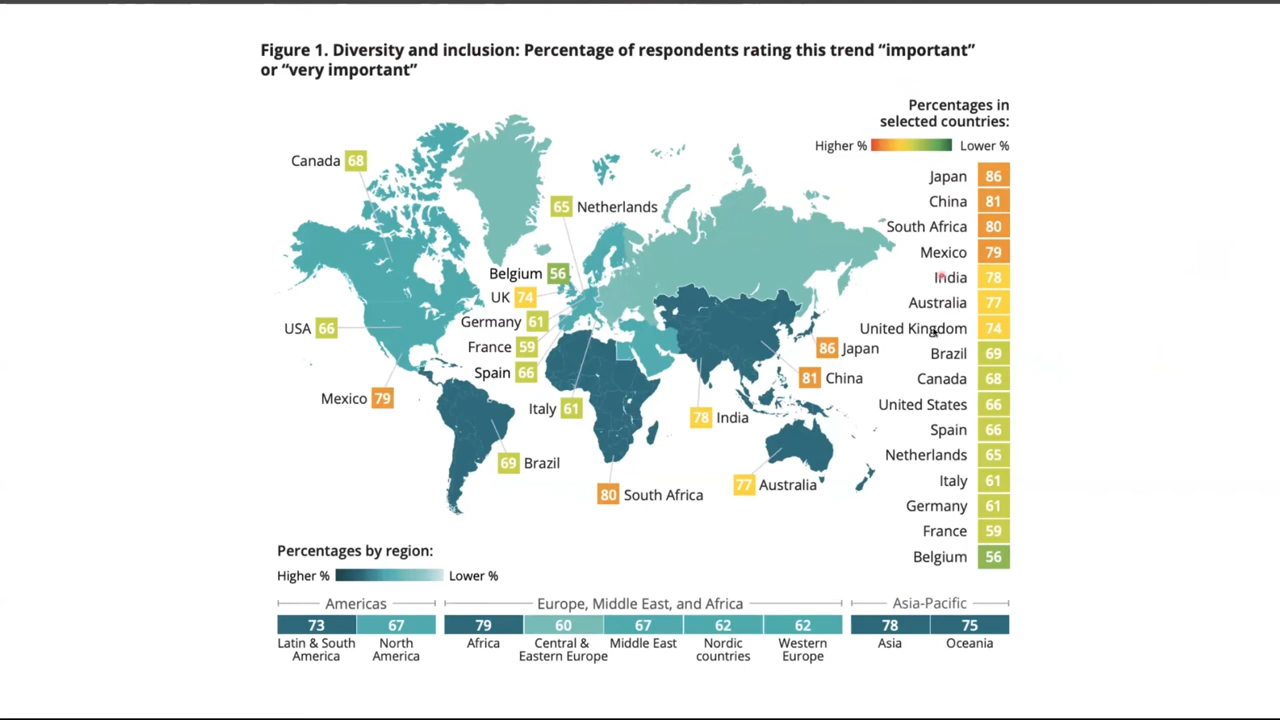 Figure 1. Diversity and inclusion: Percentage of respondents rating this trend “important”
or “very important”
Percentages in
selected countries:
Higher % Lower %
Canada 68
65 Netherlands
Belgium 56
UK 74
Germany 61
USA 66
France 59
Spain 66
Mexico 79
Italy 61
86 Japan
81 China
78 India
69 Brazil
80 South Africa
77 Australia
Japan 86
China 81
South Africa 80
Mexico 79
India 78
Australia 77
United Kingdom 74
Brazil 69
Canada 68
United States 66
Spain 66
Netherlands 65
Italy 61
Germany 61
France 59
Belgium 56
Percentages by region:
Higher % Lower %
Americas Europe, Middle East, and Africa Asia-Pacific
73 67 79 60 67 62 62 78 75
Latin & South North Africa Central & Middle East Nordic Western Asia Oceania
America America Eastern Europe countries Europe